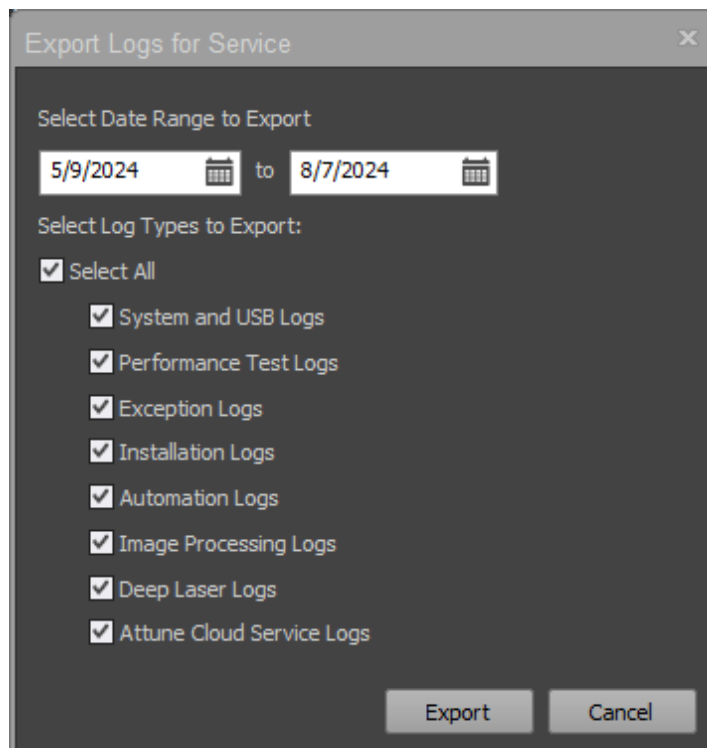 Export Logs for Service
Select Date Range to Export
5/9/2024 to 8/7/2024
Select Log Types to Export:
Select All
System and USB Logs
Performance Test Logs
Exception Logs
Installation Logs
Automation Logs
Image Processing Logs
Deep Laser Logs
Attune Cloud Service Logs
Export Cancel